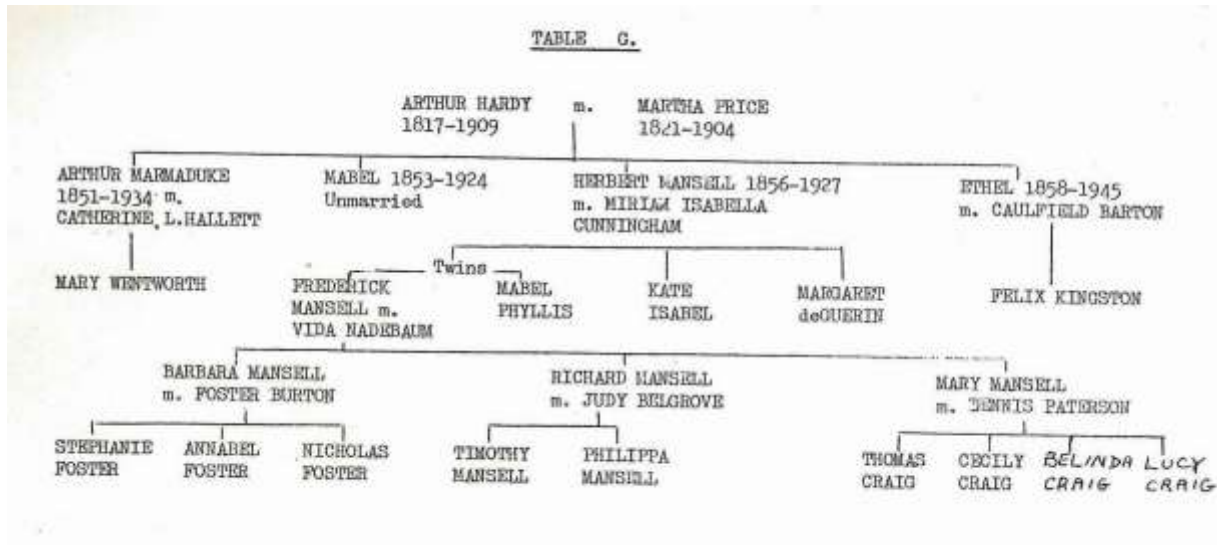 TABLE G.
ARTHUR HARDY m. MARTHA PRICE
1817-1909 1821-1904
ARTHUR MARMADUKE
1851-1934 m.
CATHERINE L.HALLETT
MABEL 1853-1924
Unmarried
HERBERT MANSELL 1856-1927
m. MIRIAM ISABELLA
CUNNINGHAM
ETHEL 1858-1945
m. CAULFIELD BARTON
MARY WENTWORTH
Twins
FREDERICK
MANSELL m.
VIDA NADEBAUM
MABEL
PHYLLIS
KATE
ISABEL
MARGARET
deGUERIN
FELIX KINGSTON
BARBARA MANSELL
m. FOSTER BURTON
RICHARD MANSELL
m. JUDY BELGROVE
MARY MANSELL
m. DENNIS PATERSON
STEPHANIE
FOSTER
ANNABEL
FOSTER
NICHOLAS
FOSTER
TIMOTHY
MANSELL
PHILIPPA
MANSELL
THOMAS
CRAIG
CECILY
CRAIG
BELINDA
CRAIG
LUCY
CRAIG